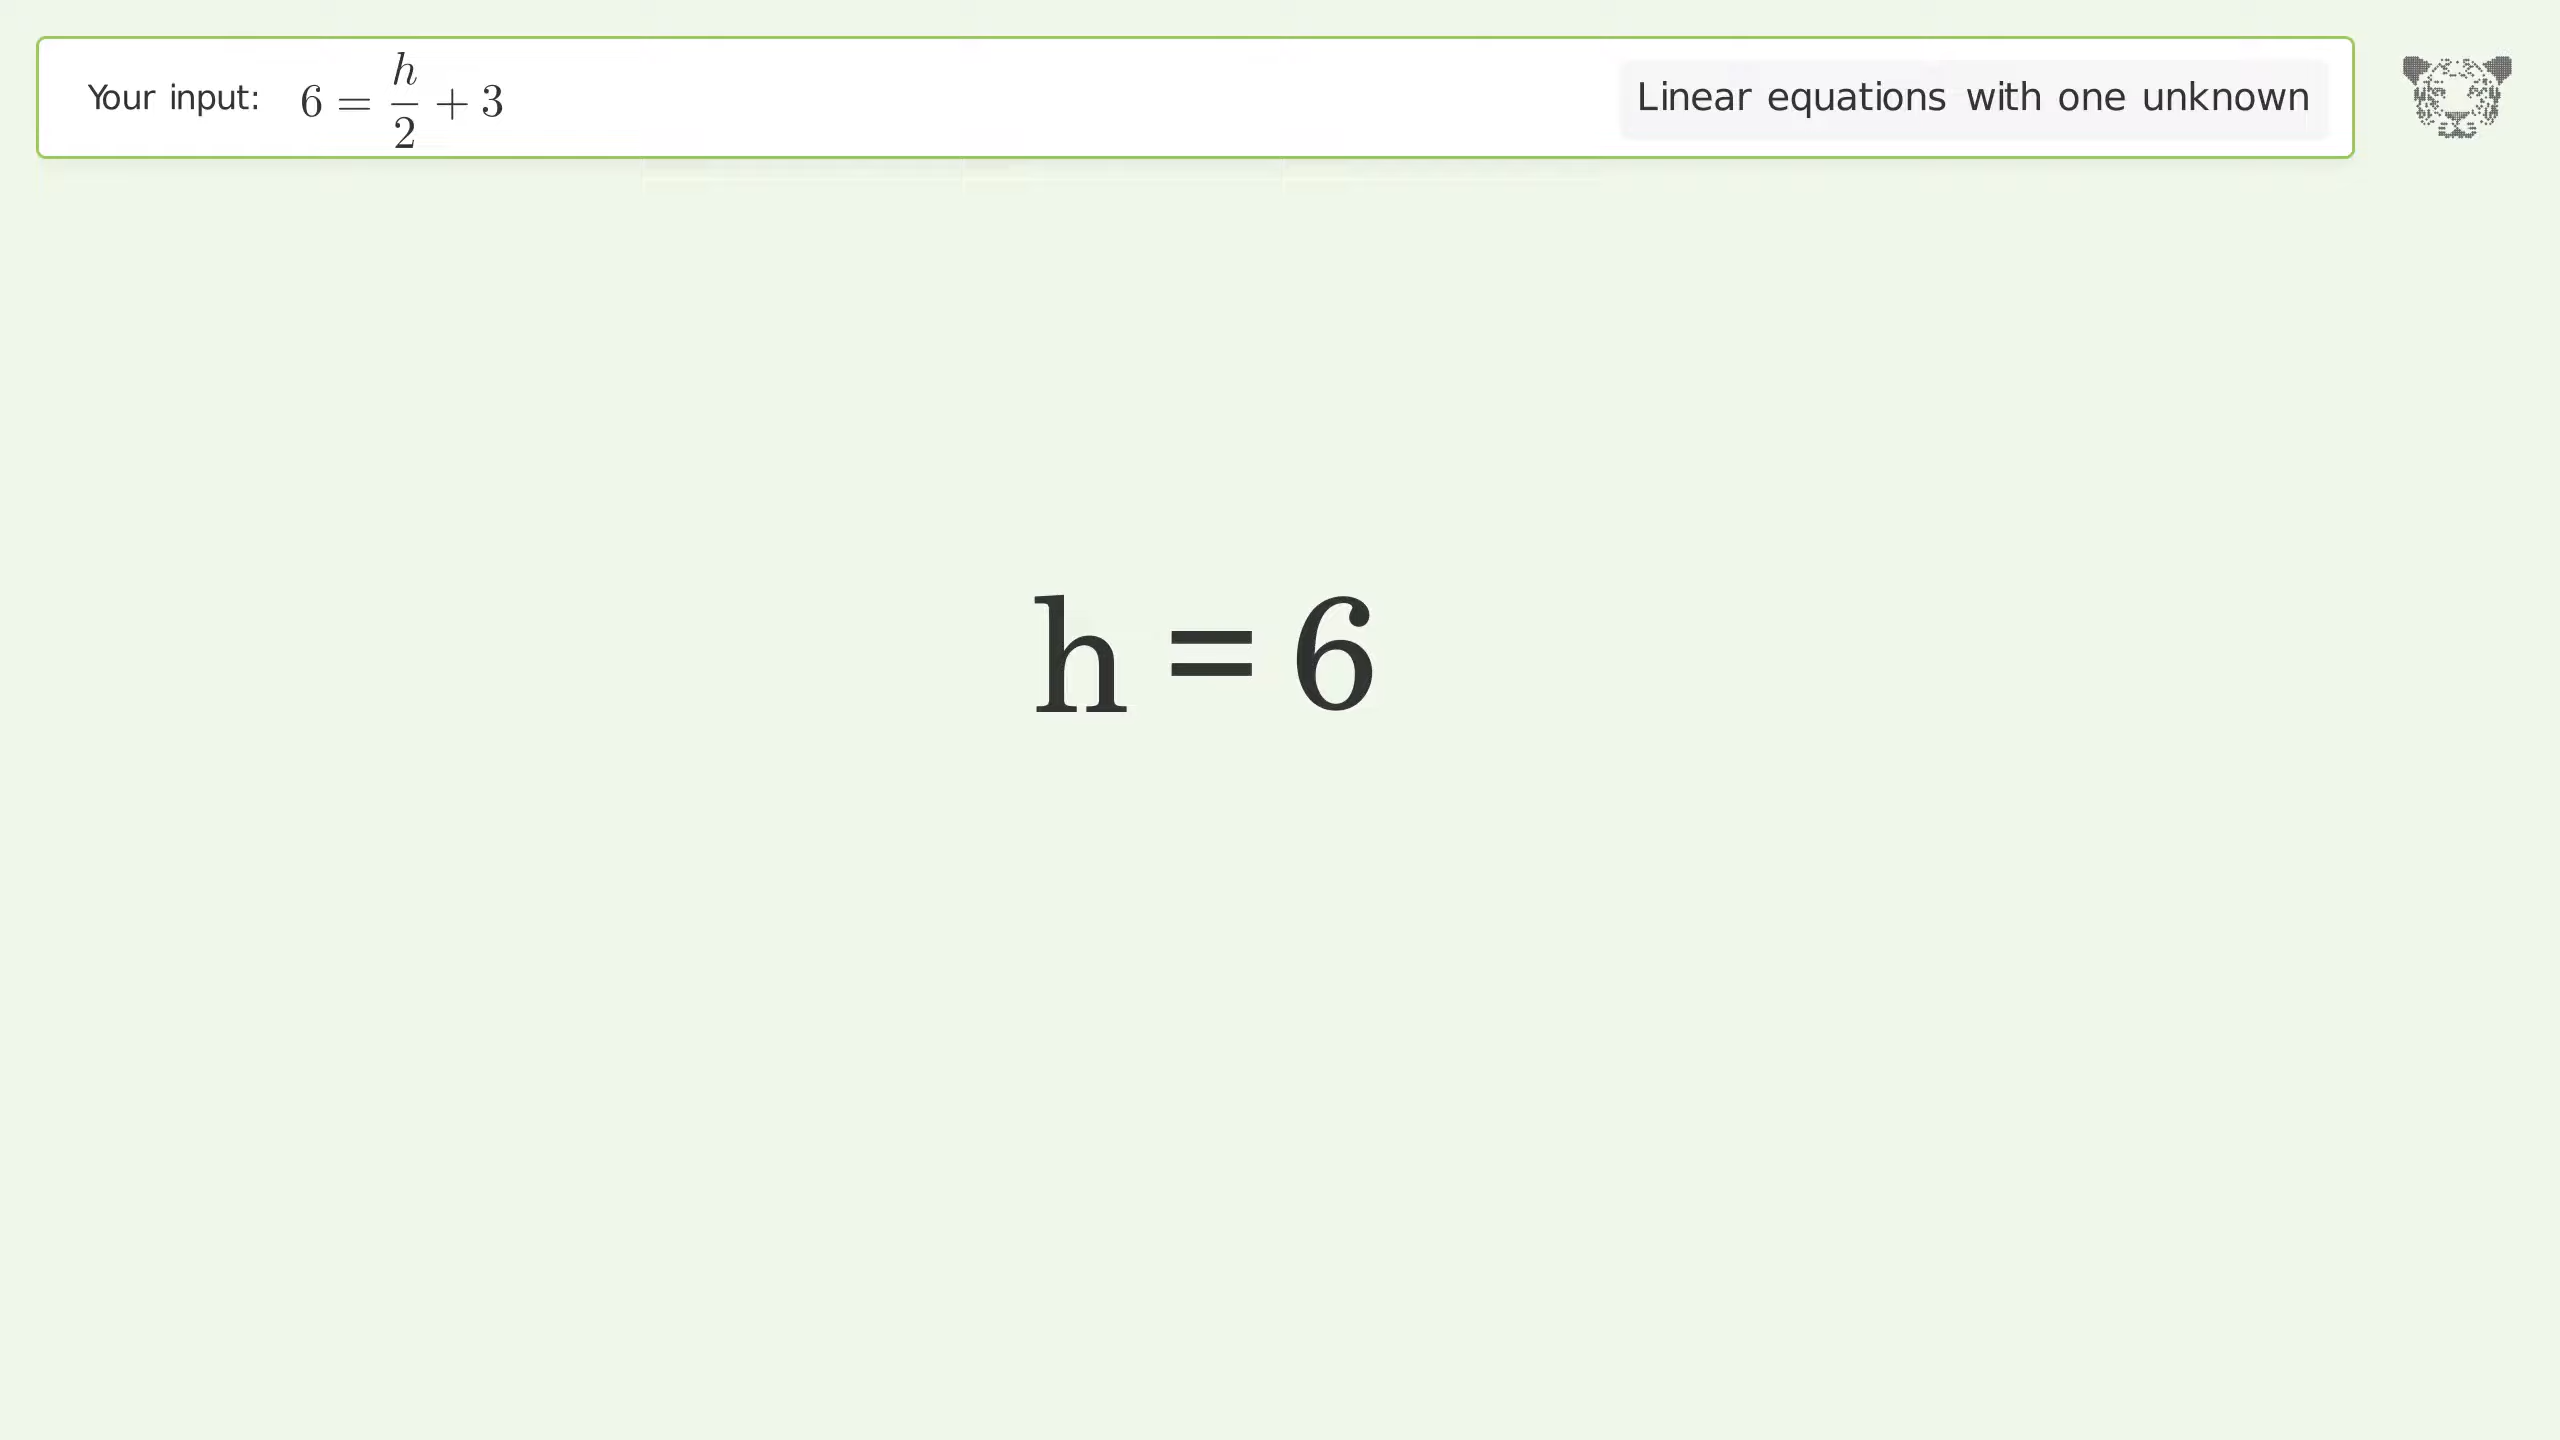 Your input: 6 = h/2 + 3
Linear equations with one unknown
h = 6